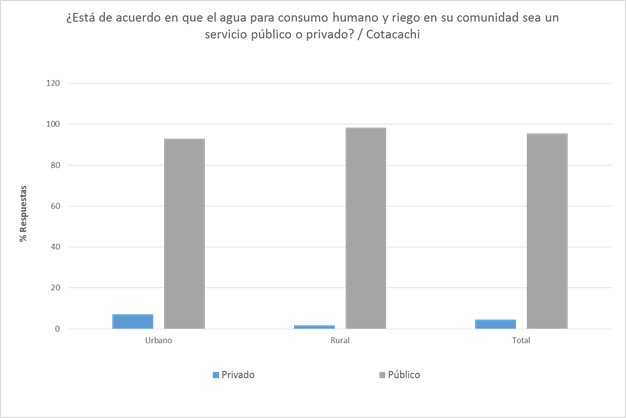 ¿Está de acuerdo en que el agua para consumo humano y riego en su comunidad sea un
servicio público o privado? / Cotacachi
120
100
80
60
40
20
0
% Respuestas
Urbano
Rural
Total
Privado
Público